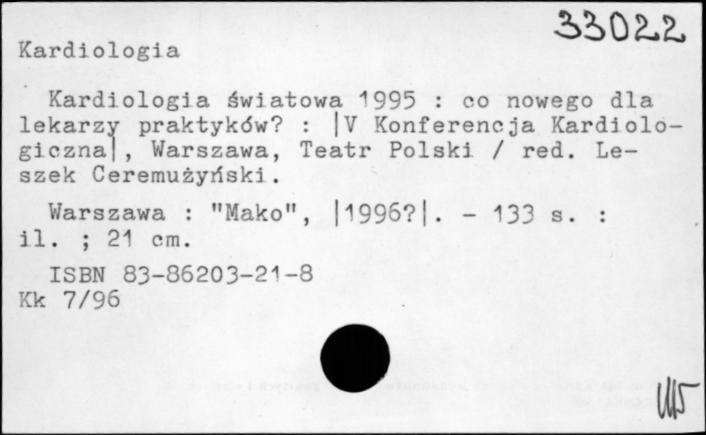 33022
Kardiologia
Kardiologia światowa 1995 : co nowego dla
lekarzy praktyków? : |V Konferencja Kardiolo-
giczna|, Warszawa, Teatr Polski / red. Le-
szek Ceremużyński.
Warszawa : "Mako", |1996?|. - 133 s. :
il. ; 21 cm.
ISBN 83-86203-21-8
Kk 7/96